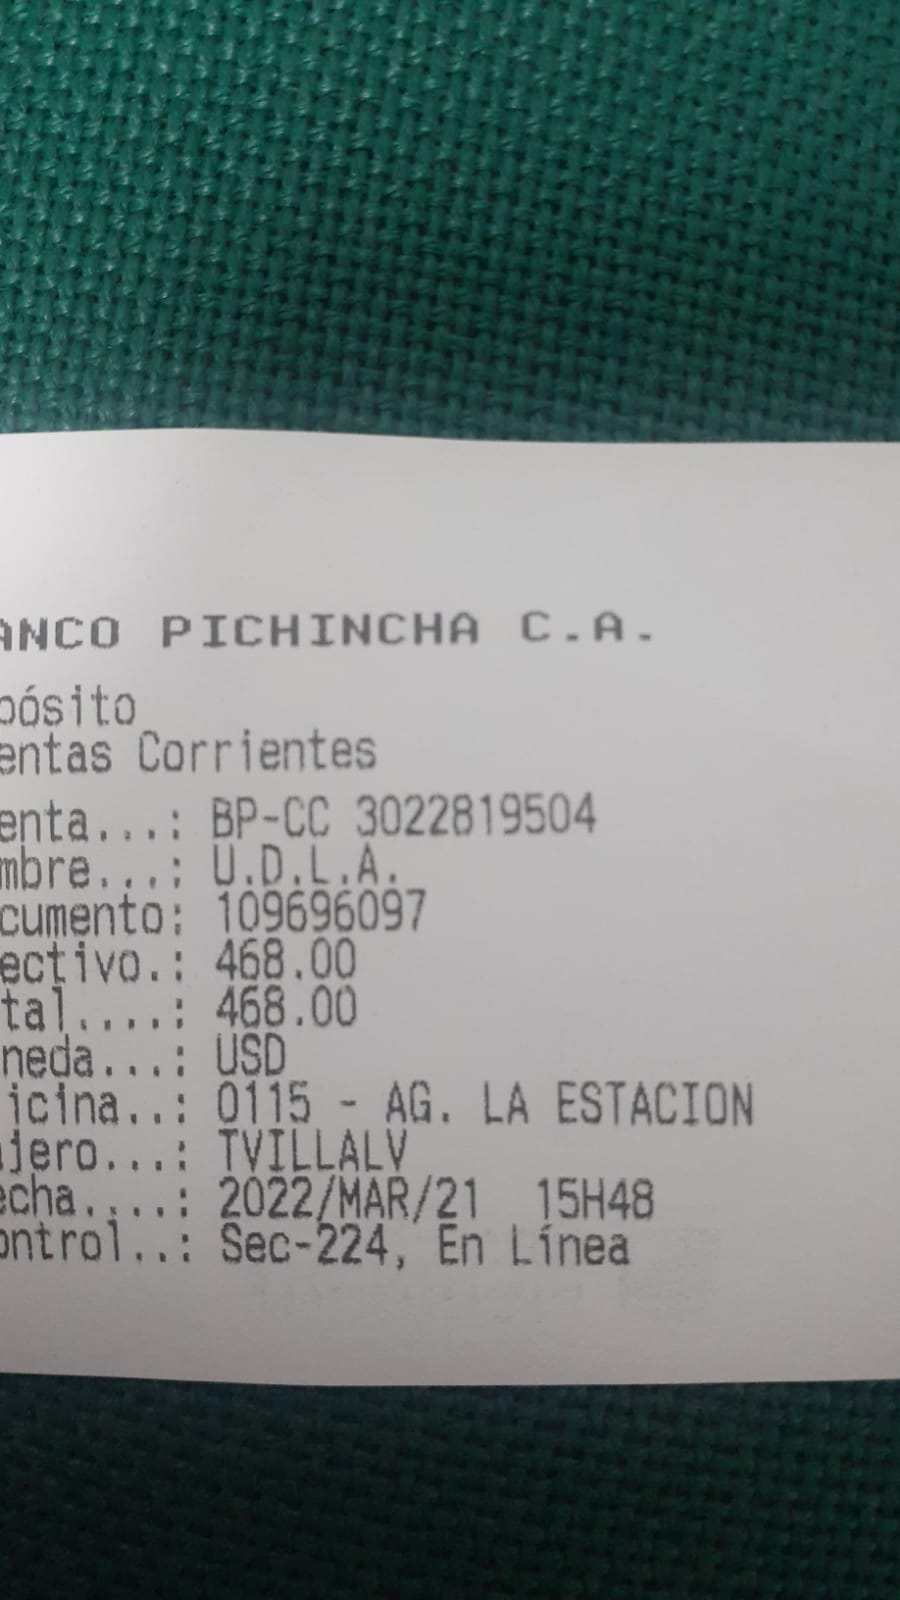 ANCO PICHINCHA C.A.
pósito
entas Corrientes
enta...: BP-CC 3022819504
mbre...: U.D.L.A.
cumento: 109696097
ectivo.: 468.00
tal....: 468.00
neda...: USD
icina..: 0115 - AG. LA ESTACION
jero...: TVILLALV
echa....: 2022/MAR/21 15H48
ontrol..: Sec-224, En Línea